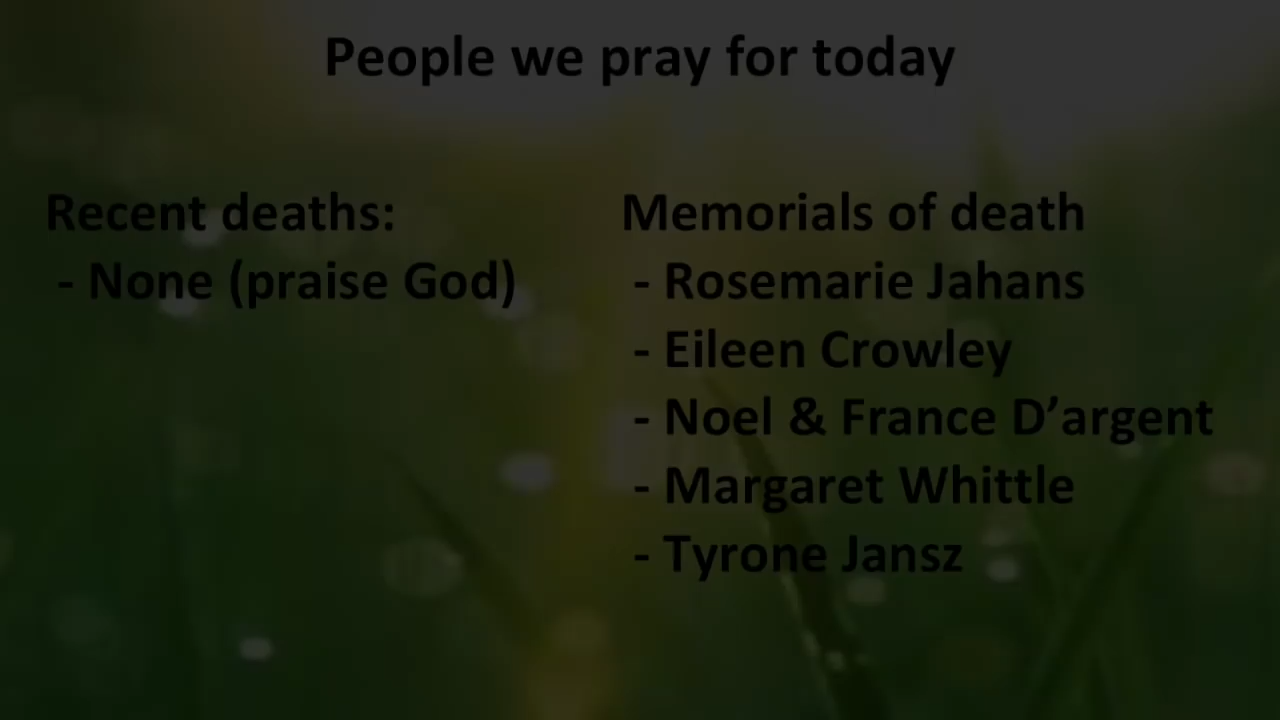 People we pray for today
Recent deaths:
- None (praise God)
Memorials of death
- Rosemarie Jahans
- Eileen Crowley
- Noel & France D’argent
- Margaret Whittle
- Tyrone Jansz